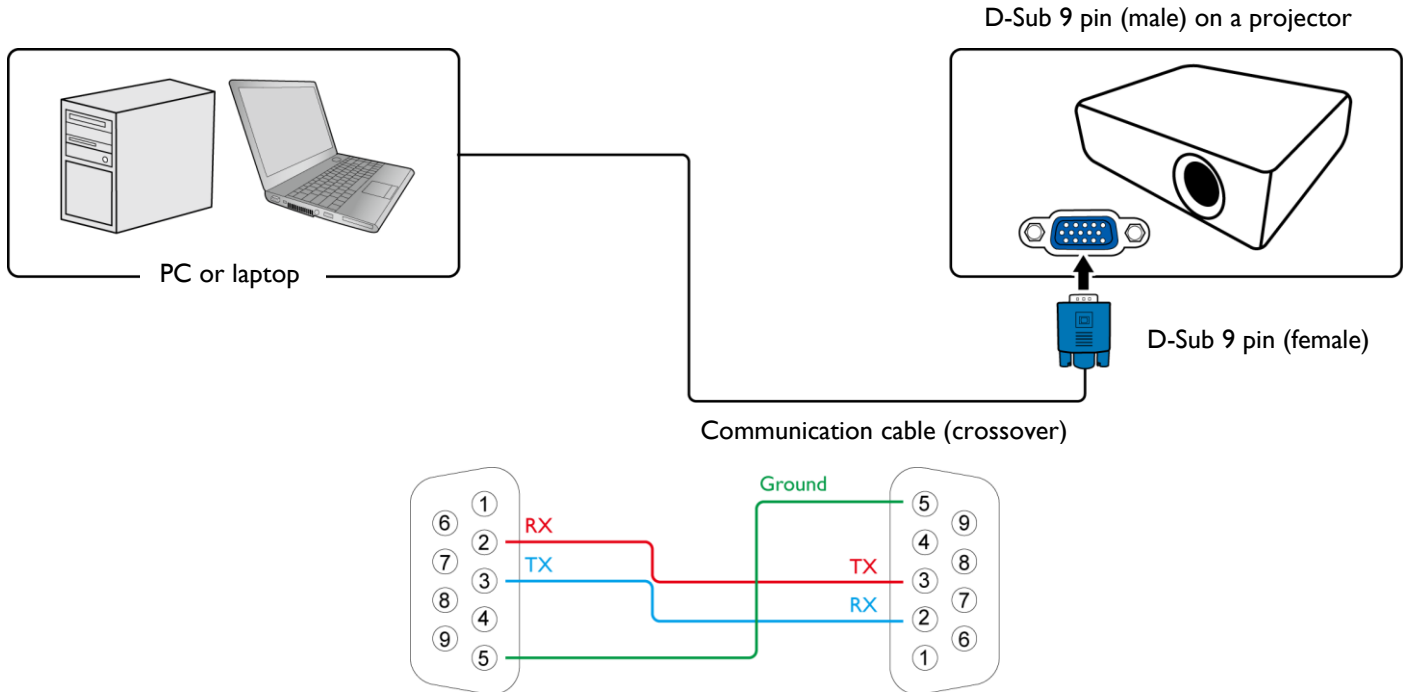 D-Sub 9 pin (male) on a projector
PC or laptop
D-Sub 9 pin (female)
Communication cable (crossover)
Ground
1
6
RX
2
7
TX
3
8
4
9
5
5
9
4
8
TX
3
7
RX
2
6
1